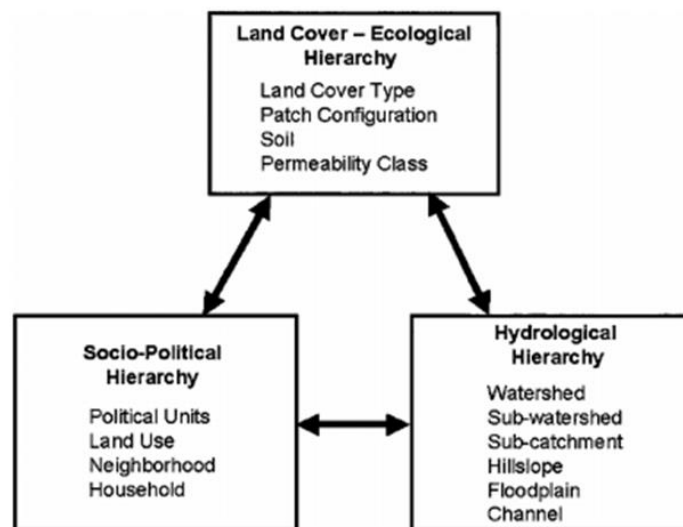 Land Cover – Ecological
Hierarchy
Land Cover Type
Patch Configuration
Soil
Permeability Class
Socio-Political
Hierarchy
Political Units
Land Use
Neighborhood
Household
Hydrological
Hierarchy
Watershed
Sub-watershed
Sub-catchment
Hillslope
Floodplain
Channel